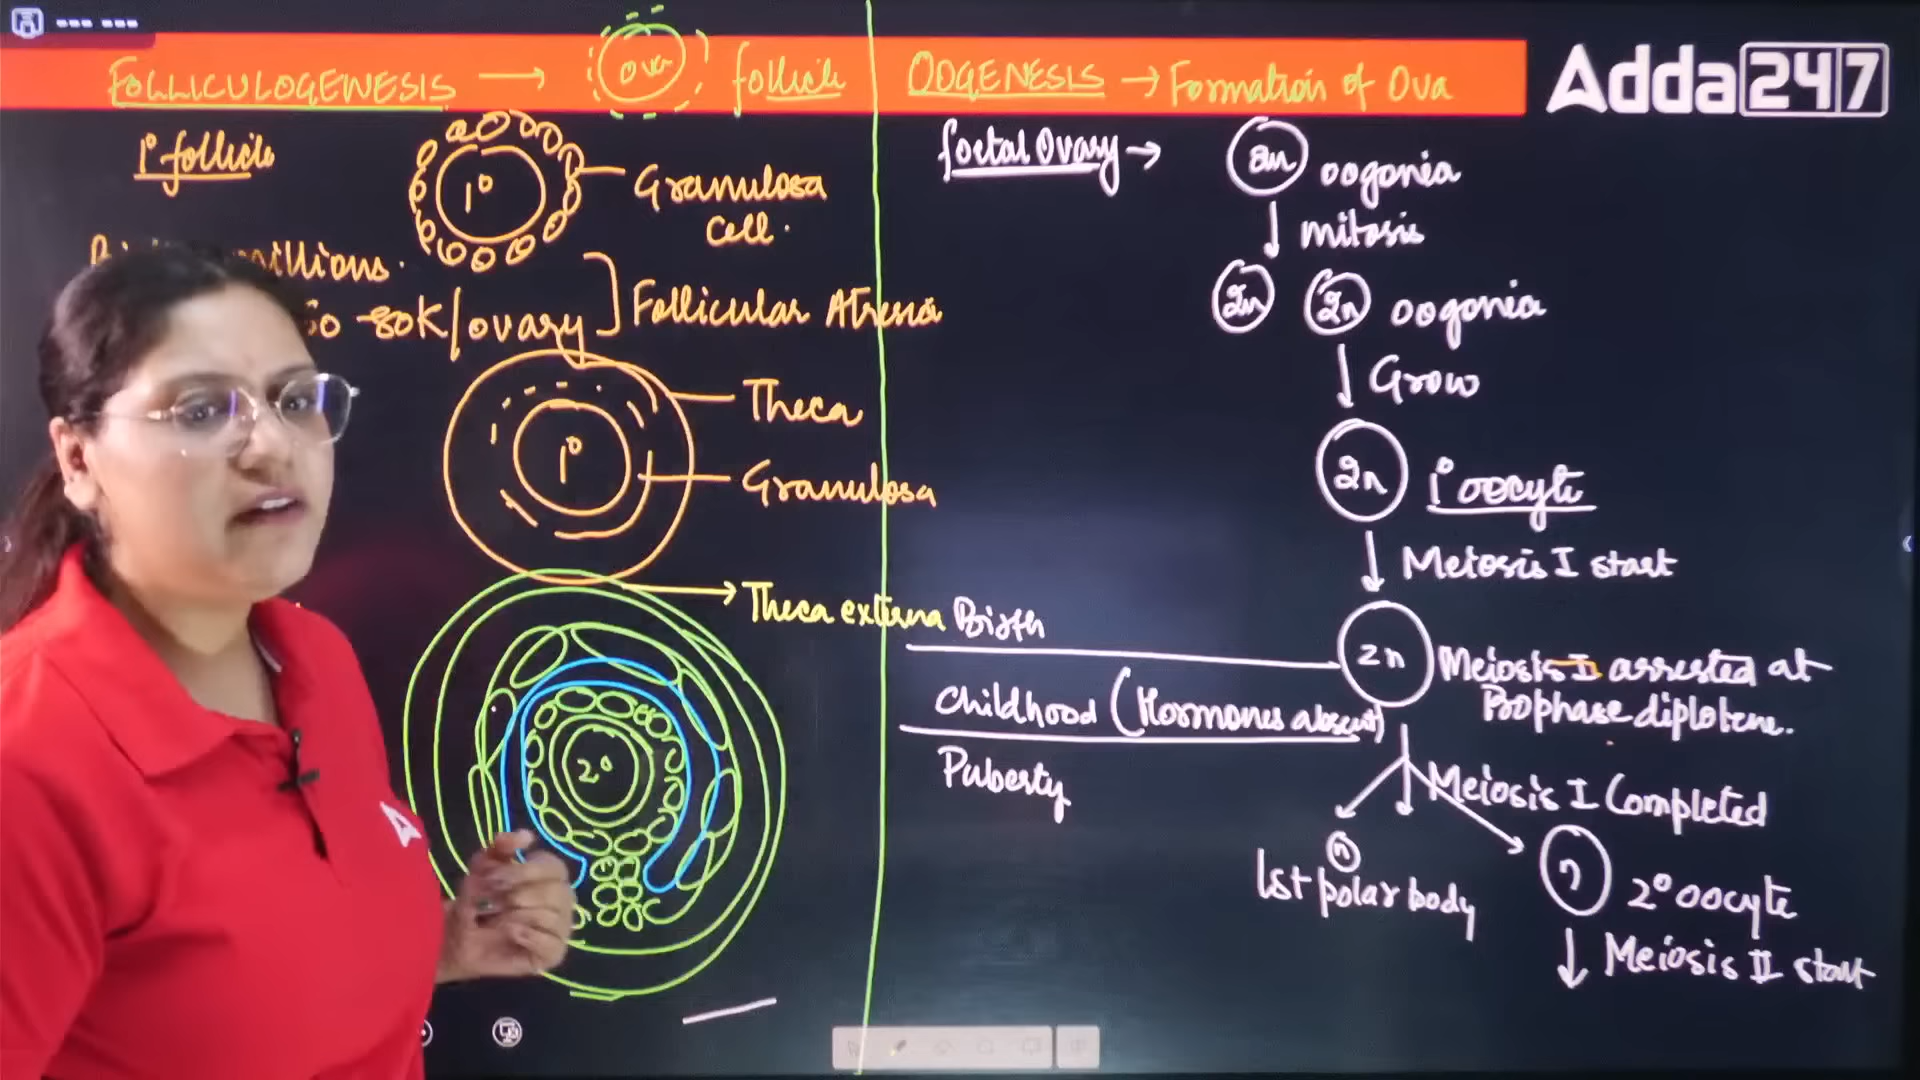 FOLLICULOGENESIS → ova follicle
1° follicle
1°
Granulosa
cell.
millions.
60-80K/ovary
Follicular Atresia
1°
Theca
Granulosa
Theca externa
2°
OOGENESIS → Formation of Ova
Adda247
foetal Ovary →
2n oogonia
mitosis
2n 2n oogonia
Grow
2n 1° oocyte
Meiosis I start
Birth
2n Meiosis I arrested at
Prophase diplotene.
Childhood (Hormones absent)
Puberty
Meiosis I Completed
n
1st polar body
n 2° oocyte
Meiosis II start